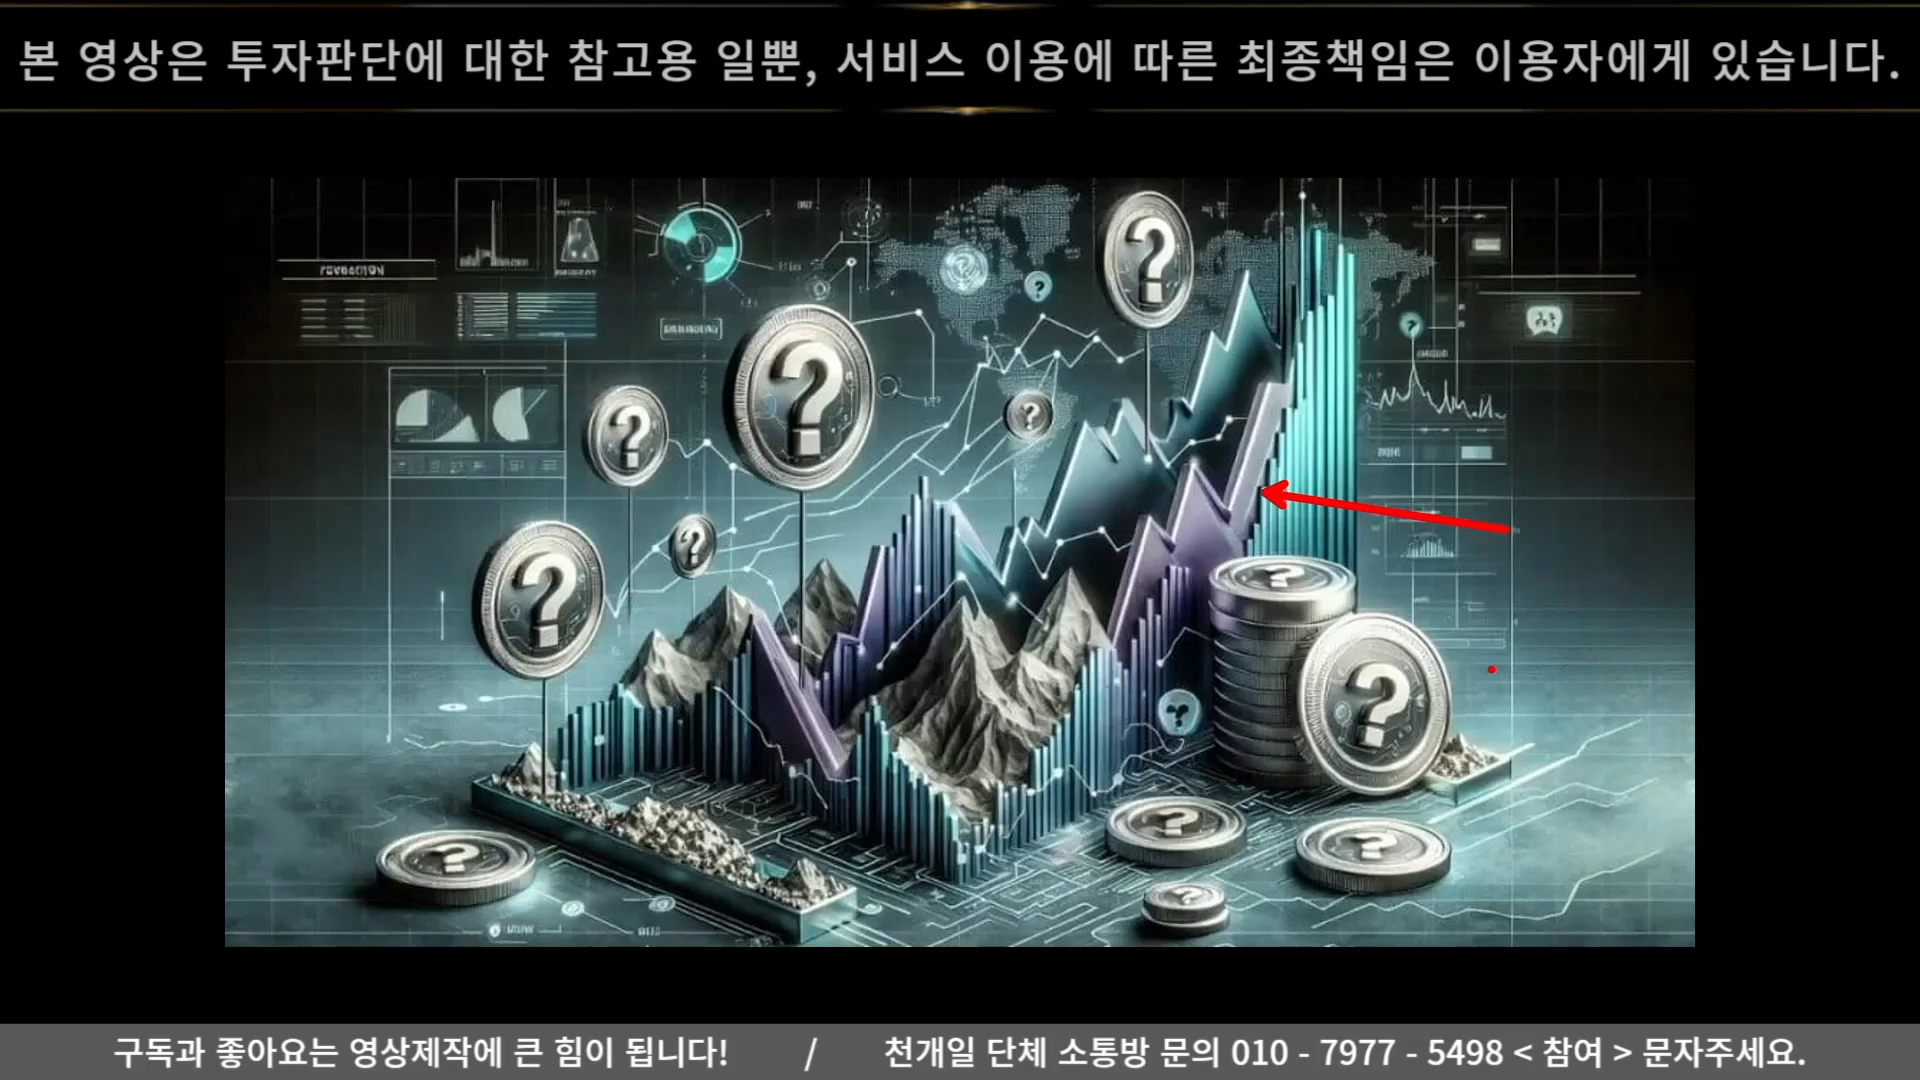 본 영상은 투자판단에 대한 참고용 일뿐, 서비스 이용에 따른 최종책임은 이용자에게 있습니다.
구독과 좋아요는 영상제작에 큰 힘이 됩니다! / 천개일 단체 소통방 문의 010 - 7977 - 5498 < 참여 > 문자주세요.